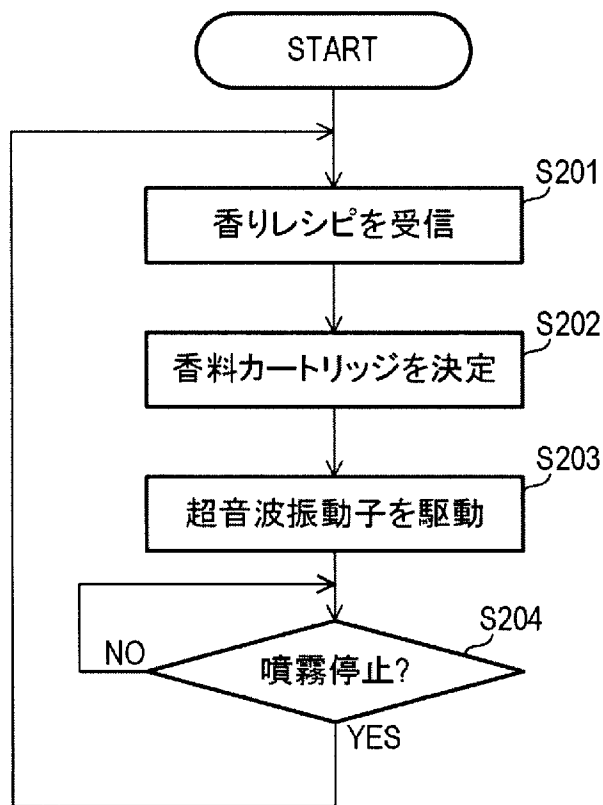 START
S201
香りレシピを受信
S202
香料カートリッジを決定
S203
超音波振動子を駆動
S204
噴霧停止?
NO
YES